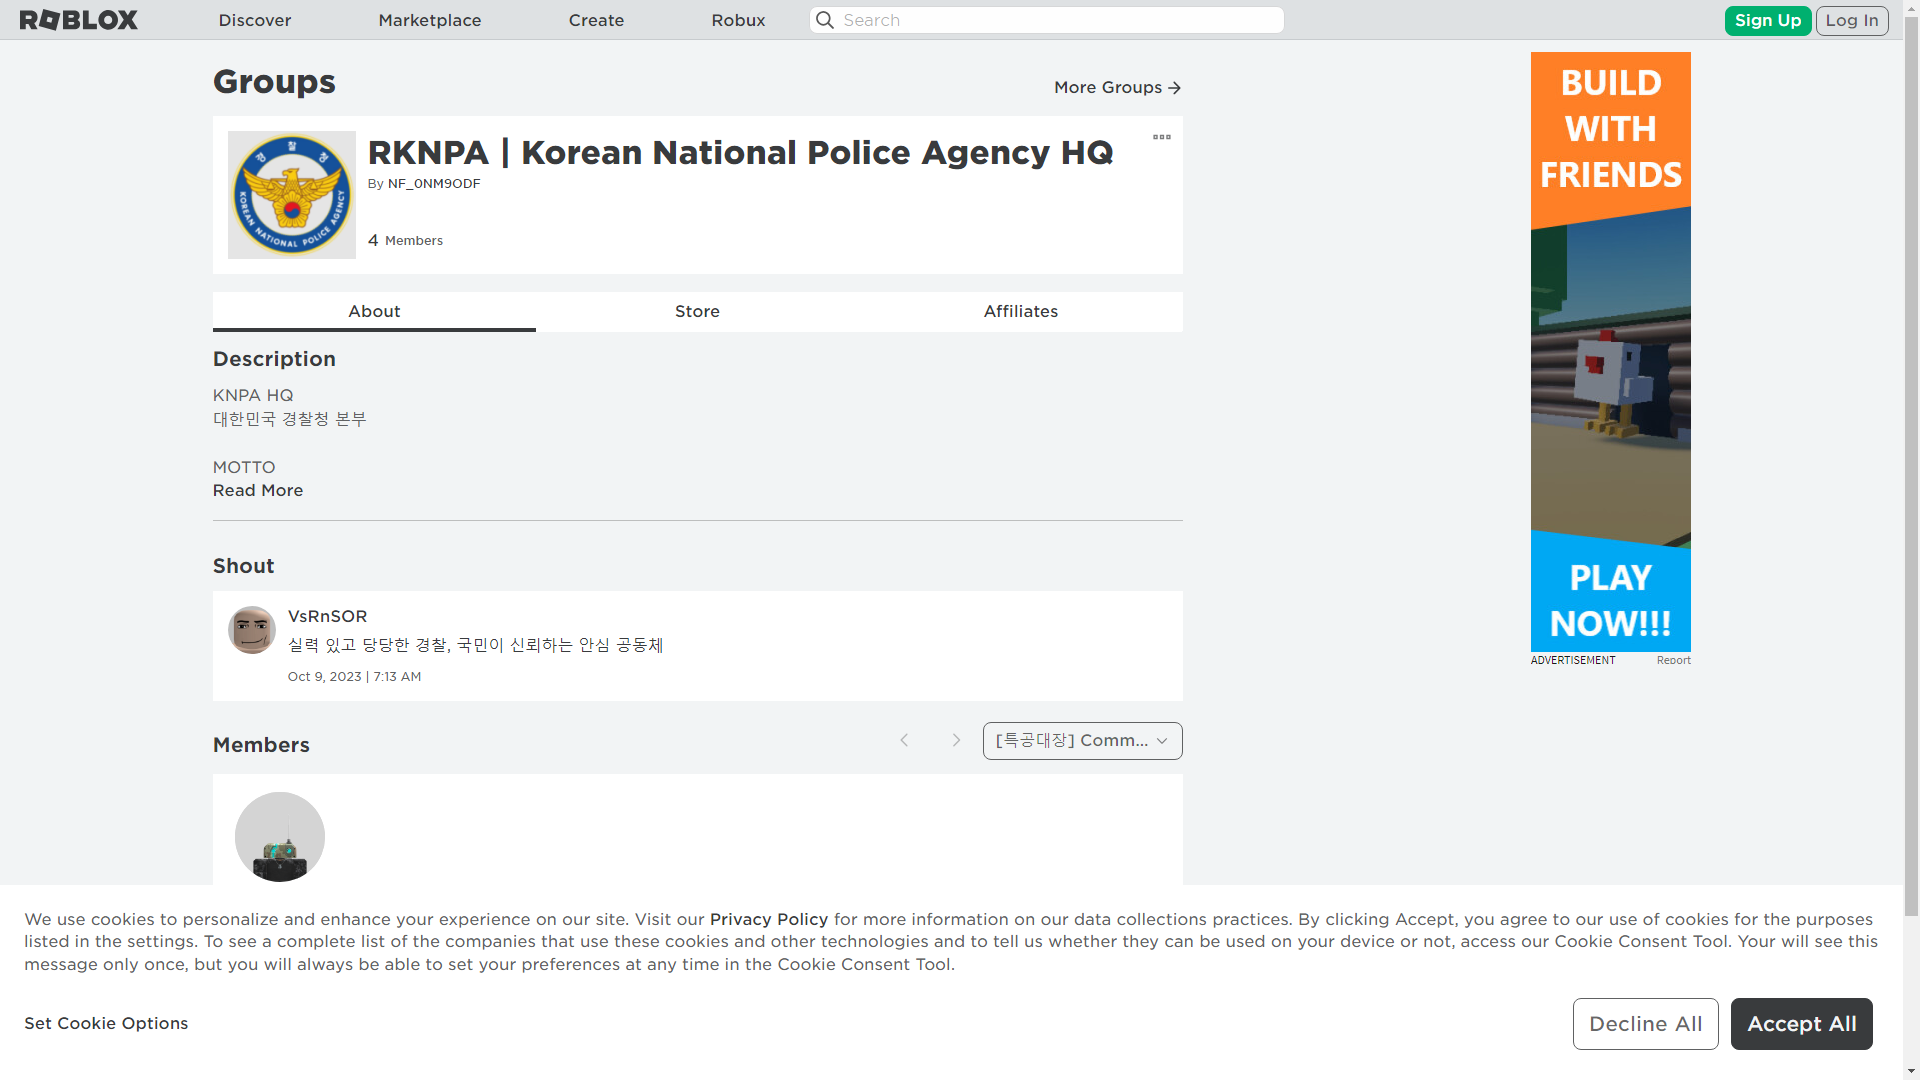 ROBLOX
Discover
Marketplace
Create
Robux
Search
Sign Up
Log In
Groups
More Groups
경찰청
KOREAN NATIONAL POLICE AGENCY
RKNPA | Korean National Police Agency HQ
By NF_0NM9ODF
4 Members
About
Store
Affiliates
Description
KNPA HQ
대한민국 경찰청 본부
MOTTO
Read More
Shout
VsRnSOR
실력 있고 당당한 경찰, 국민이 신뢰하는 안심 공동체
Oct 9, 2023 | 7:13 AM
Members
[특공대장] Comm...
BUILD
WITH
FRIENDS
PLAY
NOW!!!
ADVERTISEMENT
Report
We use cookies to personalize and enhance your experience on our site. Visit our Privacy Policy for more information on our data collections practices. By clicking Accept, you agree to our use of cookies for the purposes
listed in the settings. To see a complete list of the companies that use these cookies and other technologies and to tell us whether they can be used on your device or not, access our Cookie Consent Tool. Your will see this
message only once, but you will always be able to set your preferences at any time in the Cookie Consent Tool.
Set Cookie Options
Decline All
Accept All